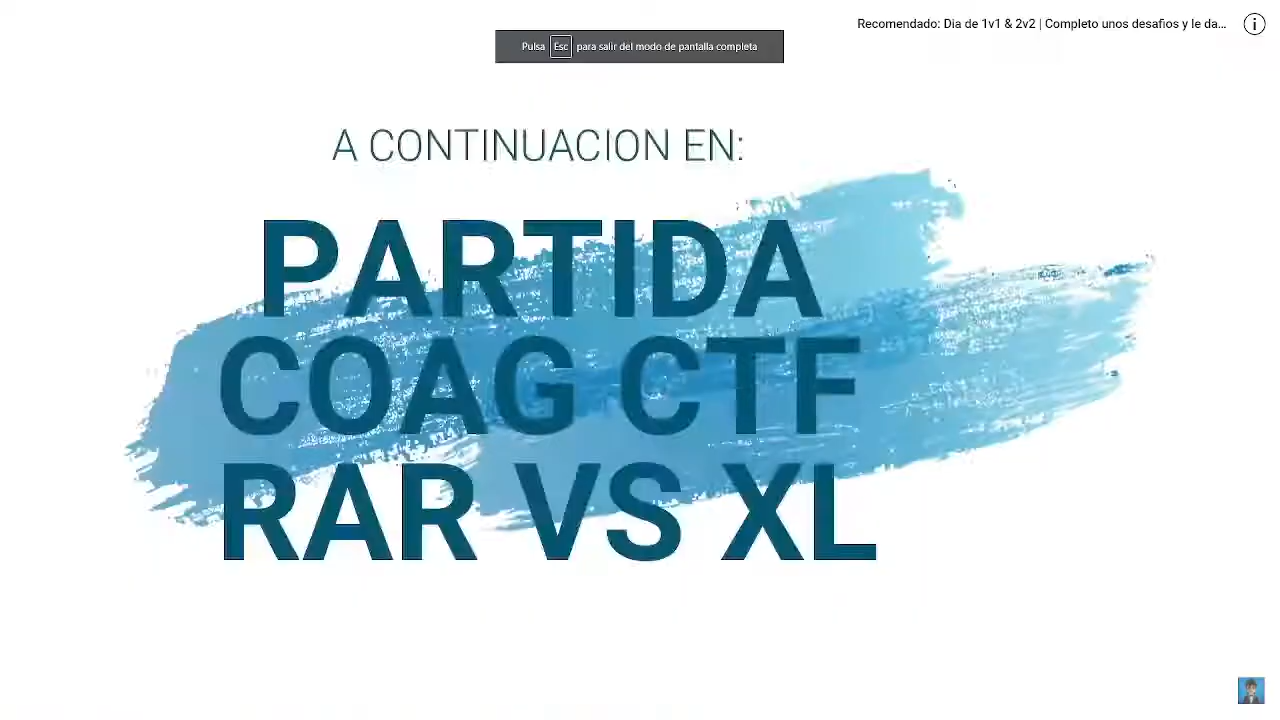 Recomendado: Dia de 1v1 & 2v2 | Completo unos desafios y le da...
Pulsa Esc para salir del modo de pantalla completa
A CONTINUACION EN:
PARTIDA
COAG CTF
RAR VS XL